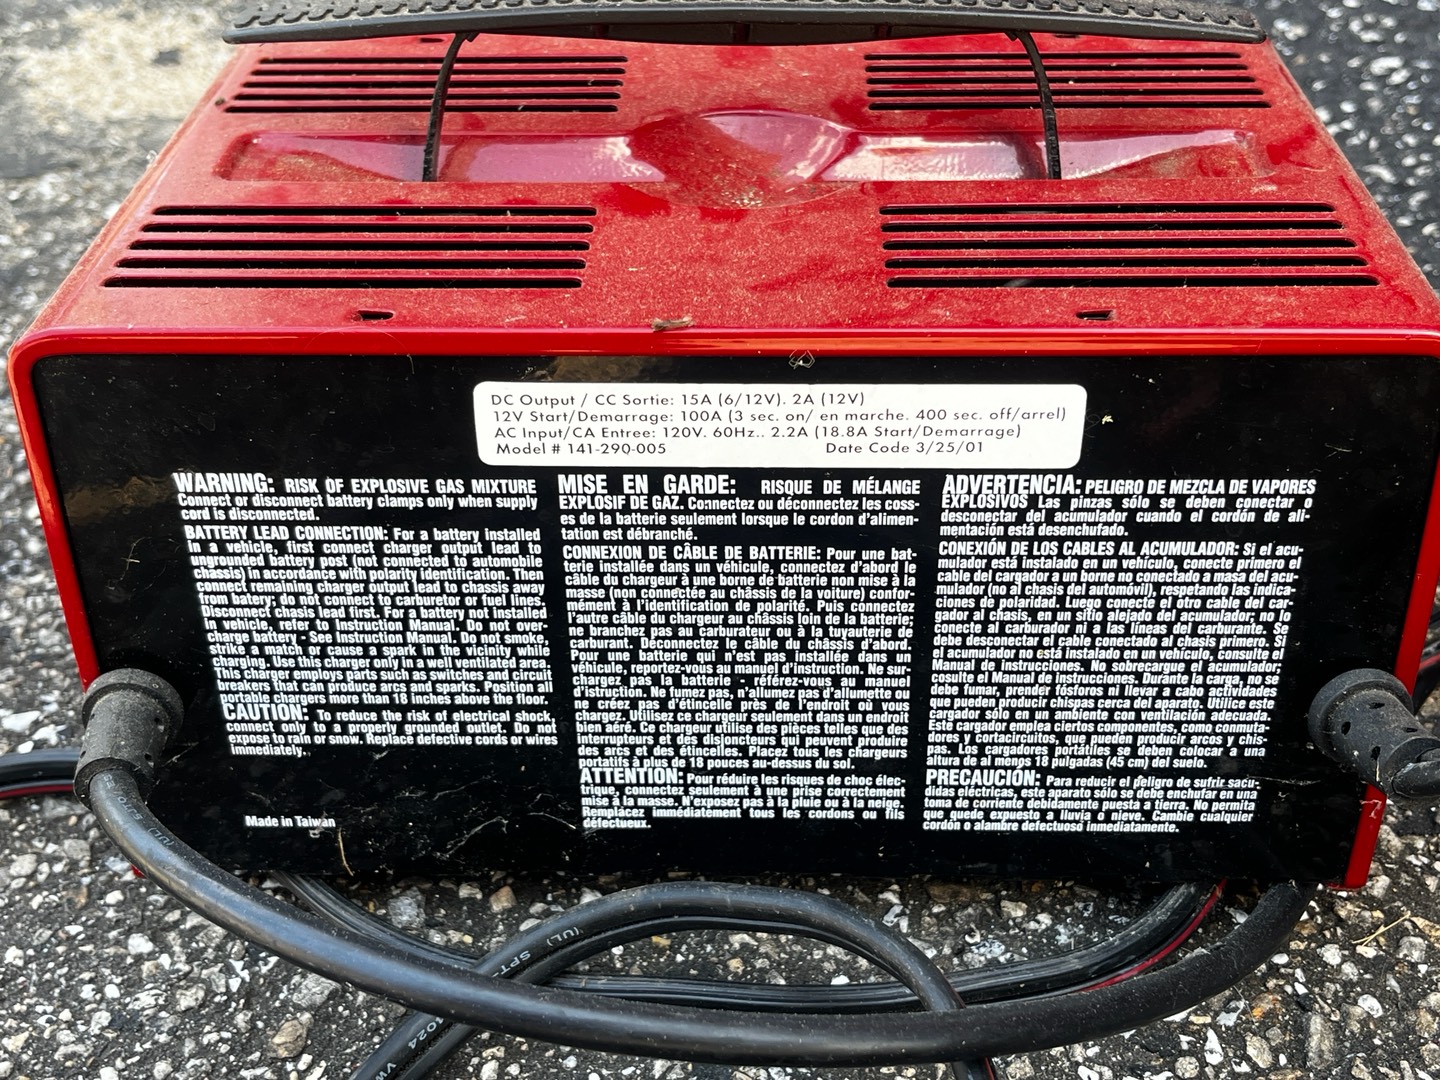 DC Output / CC Sortie: 15A (6/12V). 2A (12V)
12V Start/Demarrage: 100A (3 sec. on/ en marche. 400 sec. off/arrel)
AC Input/CA Entree: 120V. 60Hz.. 2.2A (18.8A Start/Demarrage)
Model # 141-290-005 Date Code 3/25/01
WARNING: RISK OF EXPLOSIVE GAS MIXTURE
Connect or disconnect battery clamps only when supply
cord is disconnected.
BATTERY LEAD CONNECTION: For a battery installed
in a vehicle, first connect charger output lead to
ungrounded battery post (not connected to automobile
chassis) in accordance with polarity identification. Then
connect remaining charger output lead to chassis away
from batery; do not connect to carburetor or fuel lines.
Disconnect chasis lead first. For a battery not installed
in vehicle, refer to Instruction Manual. Do not over-
charge battery - See Instruction Manual. Do not smoke,
strike a match or cause a spark in the vicinity while
charging. Use this charger only in a well ventilated area.
This charger employs parts such as switches and circuit
breakers that can produce arcs and sparks. Position all
portable chargers more than 18 inches above the floor.
CAUTION: To reduce the risk of electrical shock,
connect only to a properly grounded outlet. Do not
expose to rain or snow. Replace defective cords or wires
immediately..
Made in Taiwan
MISE EN GARDE: RISQUE DE MÉLANGE
EXPLOSIF DE GAZ. Connectez ou déconnectez les coss-
es de la batterie seulement lorsque le cordon d'alimen-
tation est débranché.
CONNEXION DE CÂBLE DE BATTERIE: Pour une bat-
terie installée dans un véhicule, connectez d'abord le
câble du chargeur à une borne de batterie non mise à la
masse (non connectée au châssis de la voiture) confor-
mément à l'identification de polarité. Puis connectez
l'autre câble du chargeur au châssis loin de la batterie;
ne branchez pas au carburateur ou à la tuyauterie de
carburant. Déconnectez le câble du châssis d'abord.
Pour une batterie qui n'est pas installée dans un
véhicule, reportez-vous au manuel d'instruction. Ne sur-
chargez pas la batterie - référez-vous au manuel
d'istruction. Ne fumez pas, n'allumez pas d'allumette ou
ne créez pas d'étincelle près de l'endroit où vous
chargez. Utilisez ce chargeur seulement dans un endroit
bien aéré. Ce chargeur utilise des pièces telles que des
interrupteurs et des disjoncteurs qui peuvent produire
des arcs et des étincelles. Placez tous les chargeurs
portatifs à plus de 18 pouces au-dessus du sol.
ATTENTION: Pour réduire les risques de choc élec-
trique, connectez seulement à une prise correctement
mise à la masse. N'exposez pas à la pluie ou à la neige.
Remplácez immédiatement tous les cordons ou fils
défectueux.
ADVERTENCIA: PELIGRO DE MEZCLA DE VAPORES
EXPLOSIVOS Las pinzas sólo se deben conectar o
desconectar del acumulador cuando el cordón de ali-
mentación está desenchufado.
CONEXIÓN DE LOS CABLES AL ACUMULADOR: Si el acu-
mulador está instalado en un vehículo, conecte primero el
cable del cargador a un borne no conectado a masa del acu-
mulador (no al chasis del automóvil), respetando las indica-
ciones de polaridad. Luego conecte el otro cable del car-
gador al chasis, en un sitio alejado del acumulador; no lo
conecte al carburador ni a las líneas del carburante. Se
debe desconectar el cable conectado al chasis primero. Si
el acumulador no está instalado en un vehículo, consulte el
Manual de instrucciones. No sobrecargue el acumulador;
cosulte el Manual de instrucciones. Durante la carga, no se
debe fumar, prender fósforos ni llevar a cabo actividades
que pueden producir chispas cerca del aparato. Utilice este
cargador sólo en un ambiente con ventilación adecuada.
Este cargador emplea ciertos componentes, como conmuta-
dores y cortacircuitos, que pueden producir arcos y chis-
pas. Los cargadores portátiles se deben colocar a una
altura de al menos 18 pulgadas (45 cm) del suelo.
PRECAUCIÓN: Para reducir el peligro de sufrir sacu-
didas eléctricas, este aparato sólo se debe enchufar en una
toma de corriente debidamente puesta a tierra. No permita
que quede expuesto a lluvia o nieve. Cambie cualquier
cordón o alambre defectuoso inmediatamente.
(UL) SPT-
1024 VW